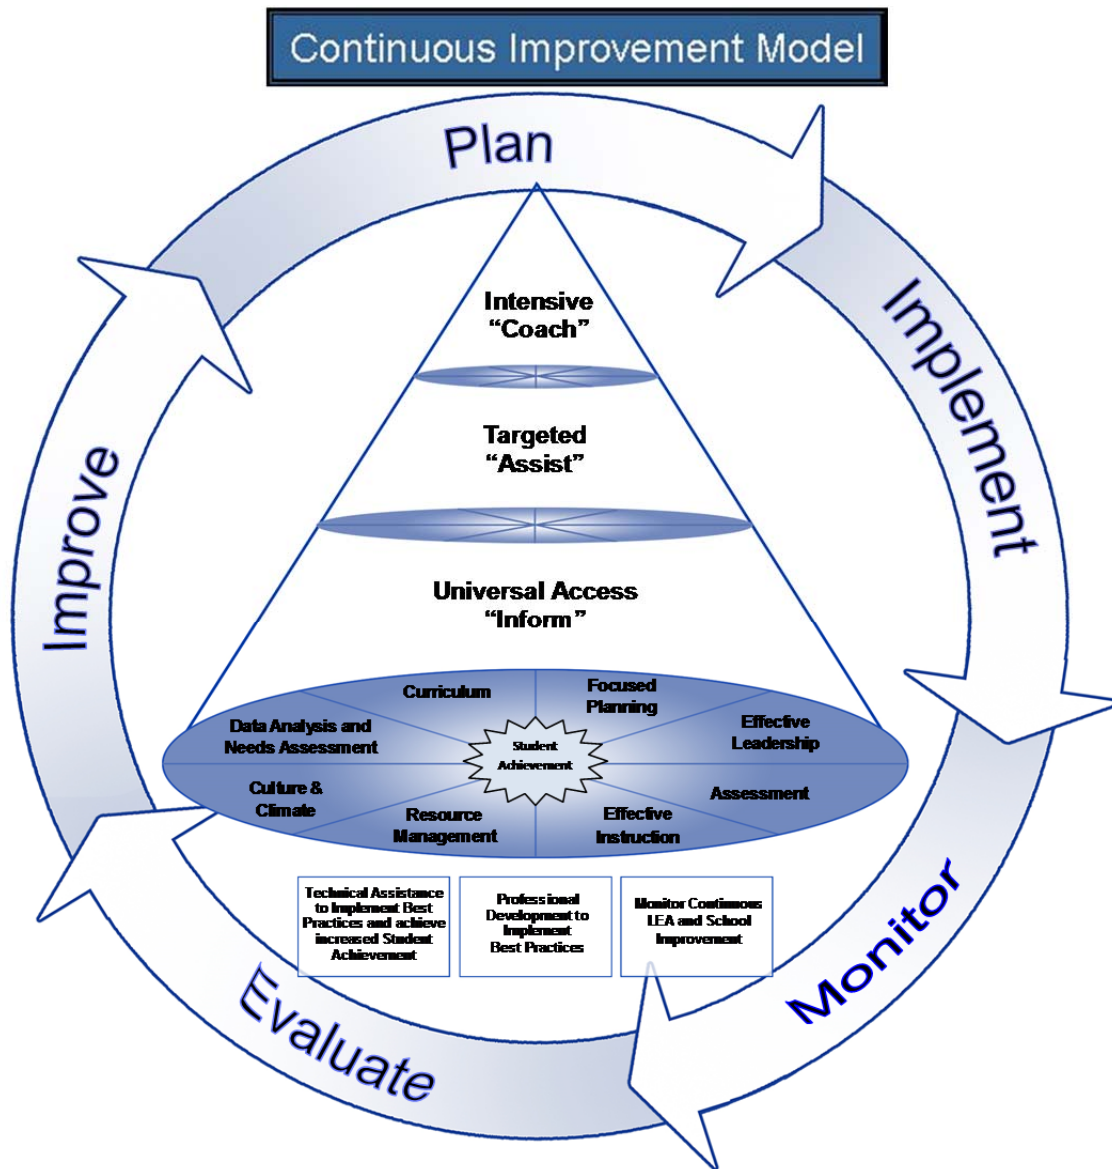 Continuous Improvement Model
Plan
Implement
Monitor
Evaluate
Improve
Intensive
“Coach”
Targeted
“Assist”
Universal Access
“Inform”
Curriculum
Focused
Planning
Data Analysis and
Needs Assessment
Effective
Leadership
Student
Achievement
Culture &
Climate
Assessment
Resource
Management
Effective
Instruction
Technical Assistance
to Implement Best
Practices and achieve
increased Student
Achievement
Professional
Development to
Implement
Best Practices
Monitor Continuous
LEA and School
Improvement